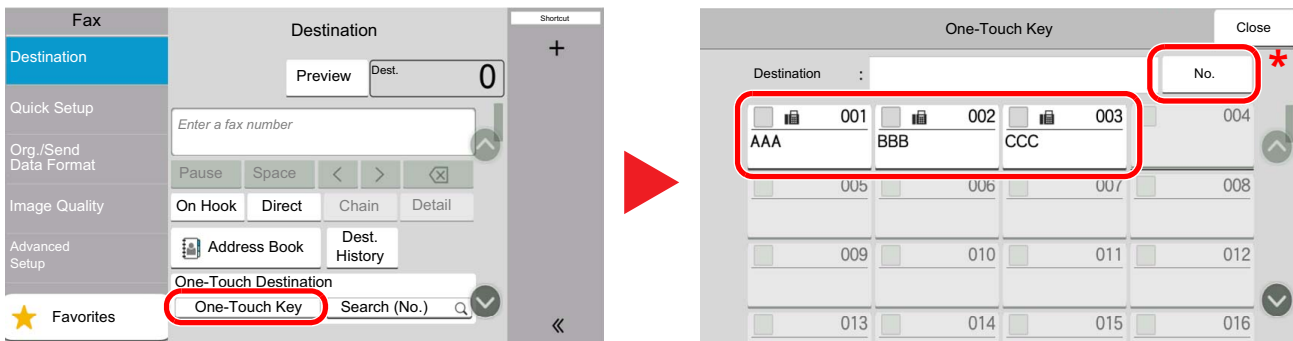 Fax
Destination
Quick Setup
Org./Send
Data Format
Image Quality
Advanced
Setup
Favorites
Destination
Preview
Dest.
0
Enter a fax number
Pause
Space
<
>
On Hook
Direct
Chain
Detail
Address Book
Dest.
History
One-Touch Destination
One-Touch Key
Search (No.)
Shortcut
+
«
One-Touch Key
Close
Destination :
No.
*
001
AAA
002
BBB
003
CCC
004
005
006
007
008
009
010
011
012
013
014
015
016